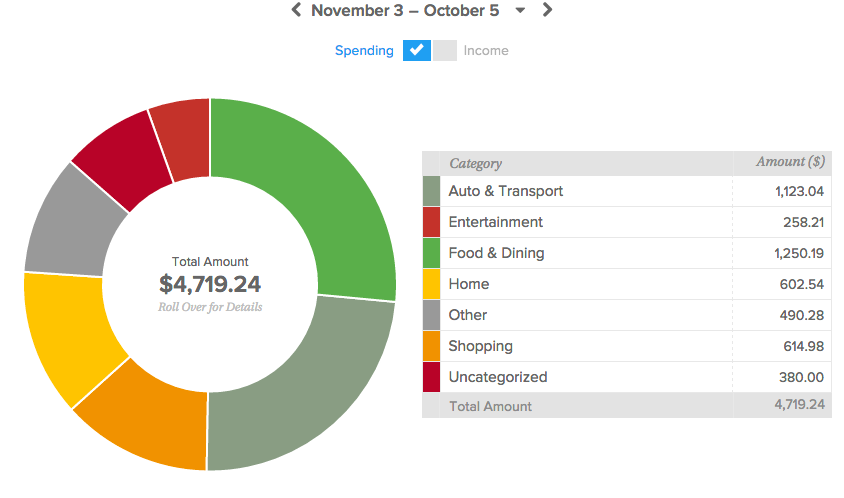 November 3 – October 5
Spending Income
Total Amount
$4,719.24
Roll Over for Details
Category Amount ($)
Auto & Transport 1,123.04
Entertainment 258.21
Food & Dining 1,250.19
Home 602.54
Other 490.28
Shopping 614.98
Uncategorized 380.00
Total Amount 4,719.24